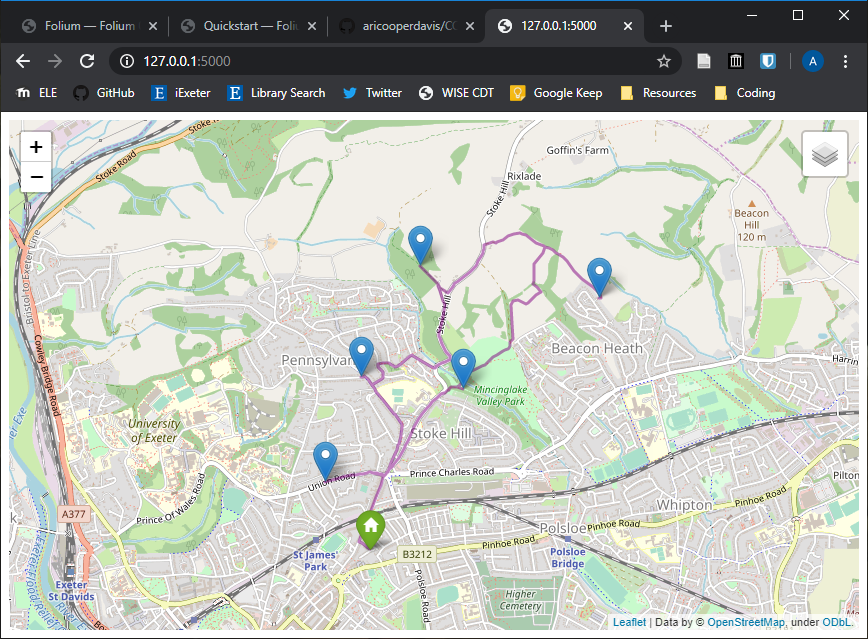 Folium — Folium
Quickstart — Foli
aricooperdavis/CO
127.0.0.1:5000
127.0.0.1:5000
A
m ELE
GitHub
E iExeter
E Library Search
Twitter
WISE CDT
Google Keep
Resources
Coding
+
−
Stoke Road
Stoke Hill
Goffin's Farm
Rixlade
Stoke Hill
Beacon
Hill
120 m
Bristol to Exeter Line
Cowley Bridge Road
Stoke Hill
Pennsylvan
Beacon Heath
Harrin
Mincinglake
Valley Park
University
of Exeter
Stoke Hill
Union Road
Prince Charles Road
Pilton
Prince Of Wales Road
Whipton
Pinhoe Road
A377
k
Polsloe
Pinhoe Road
St James'
Park
B3212
Pinhoe Road
Polsloe
Bridge
Exeter
St Davids
Polsloe Road
Higher
Cemetery
Exeter Flood Relief
River Exe
Leaflet | Data by © OpenStreetMap, under ODbL.